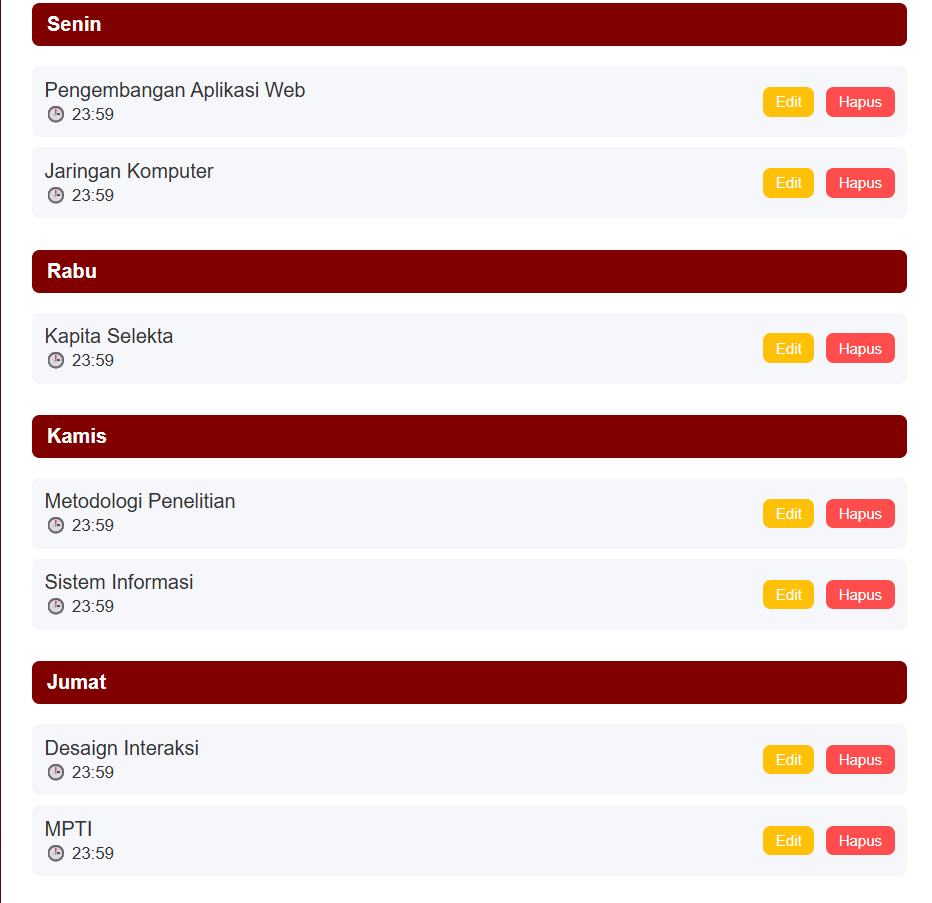 Senin
Pengembangan Aplikasi Web
23:59
Edit Hapus
Jaringan Komputer
23:59
Edit Hapus
Rabu
Kapita Selekta
23:59
Edit Hapus
Kamis
Metodologi Penelitian
23:59
Edit Hapus
Sistem Informasi
23:59
Edit Hapus
Jumat
Desaign Interaksi
23:59
Edit Hapus
MPTI
23:59
Edit Hapus